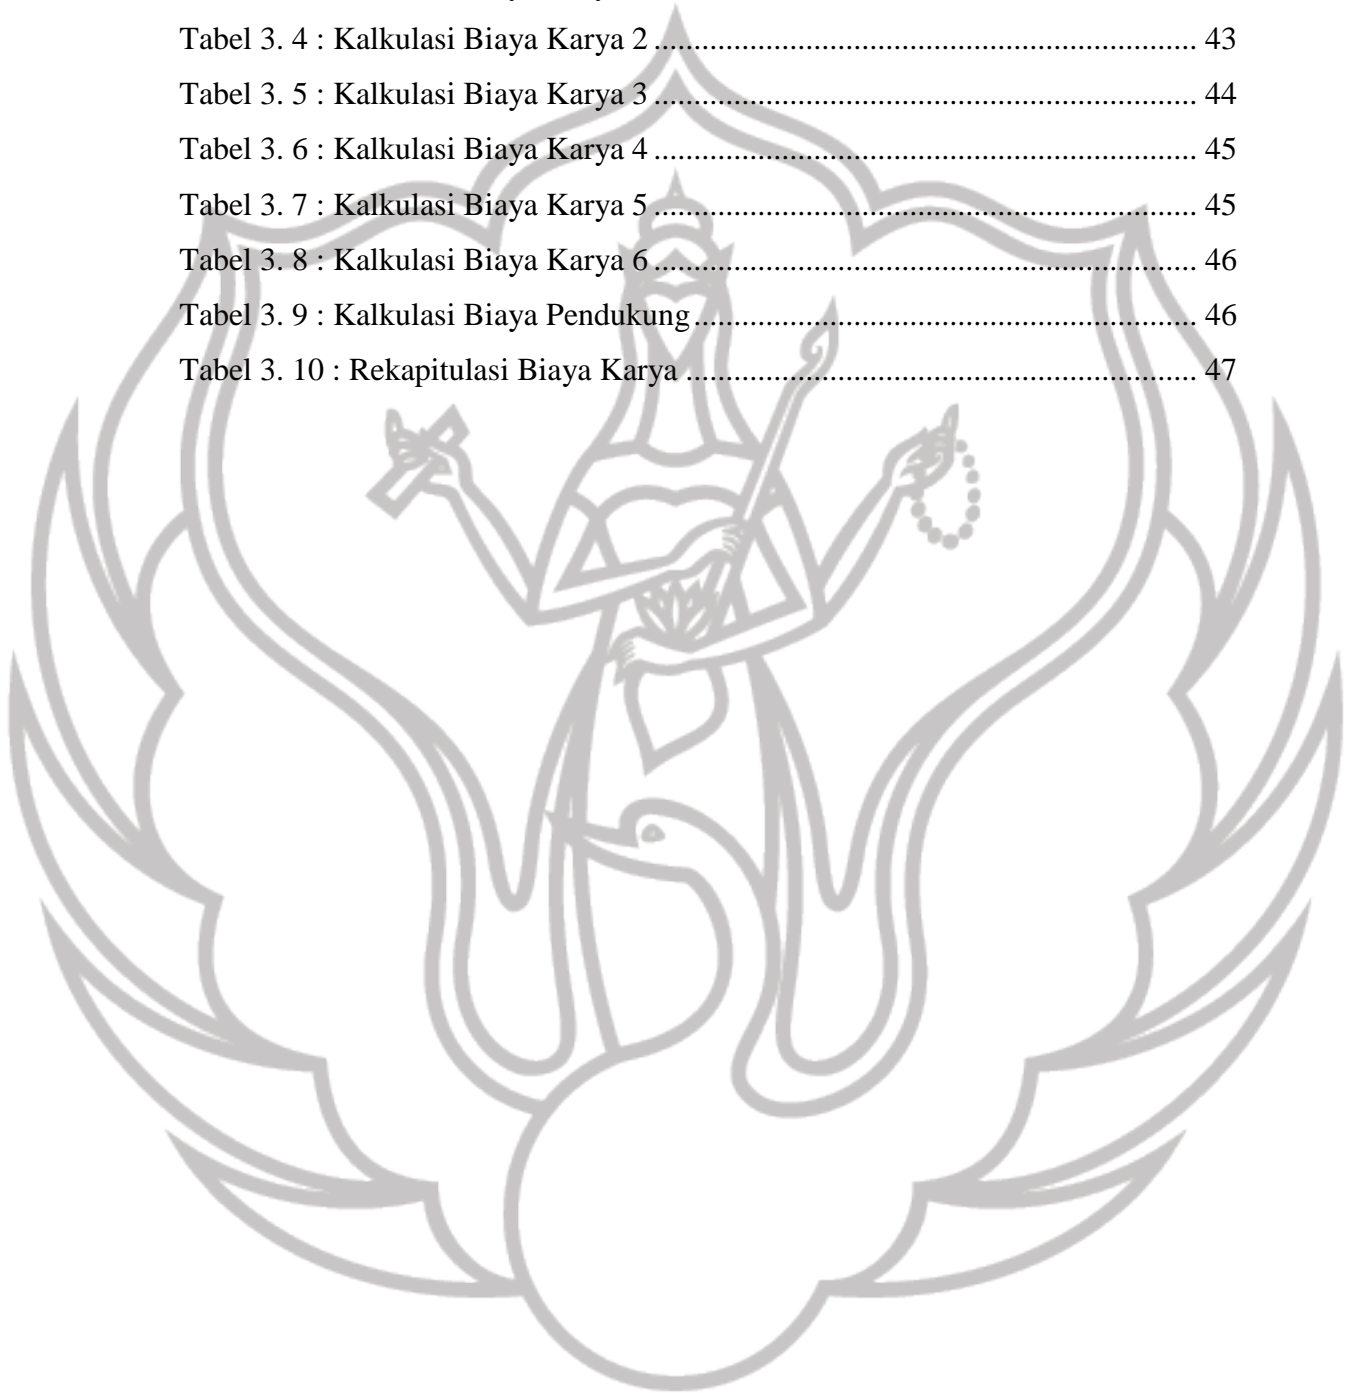 Tabel 3. 4 : Kalkulasi Biaya Karya 2 .................................................................... 43
Tabel 3. 5 : Kalkulasi Biaya Karya 3 .................................................................... 44
Tabel 3. 6 : Kalkulasi Biaya Karya 4 .................................................................... 45
Tabel 3. 7 : Kalkulasi Biaya Karya 5 .................................................................... 45
Tabel 3. 8 : Kalkulasi Biaya Karya 6 .................................................................... 46
Tabel 3. 9 : Kalkulasi Biaya Pendukung ............................................................... 46
Tabel 3. 10 : Rekapitulasi Biaya Karya ................................................................ 47